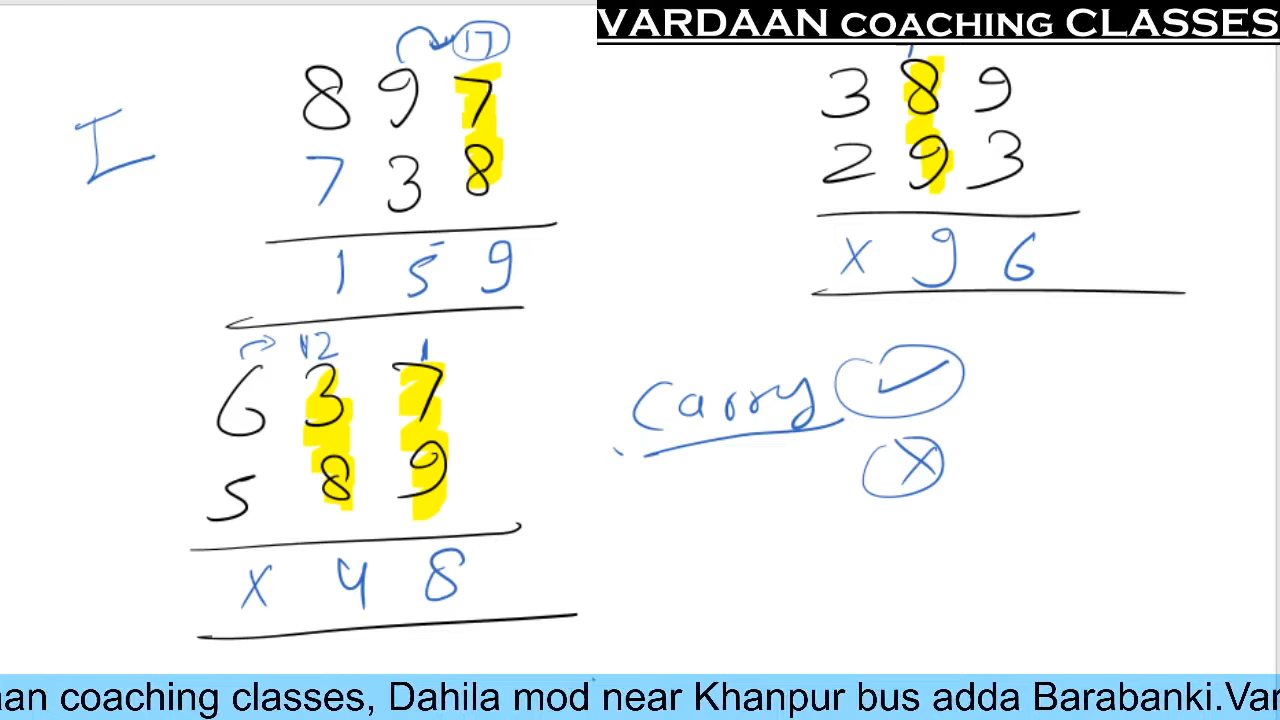 VARDAAN COACHING CLASSES
I
17
8 9 7
7 3 8
1 5 9
12 1
6 3 7
5 8 9
x 4 8
1
3 8 9
2 9 3
x 9 6
Carry ✓
x
aan coaching classes, Dahila mod near Khanpur bus adda Barabanki.Var